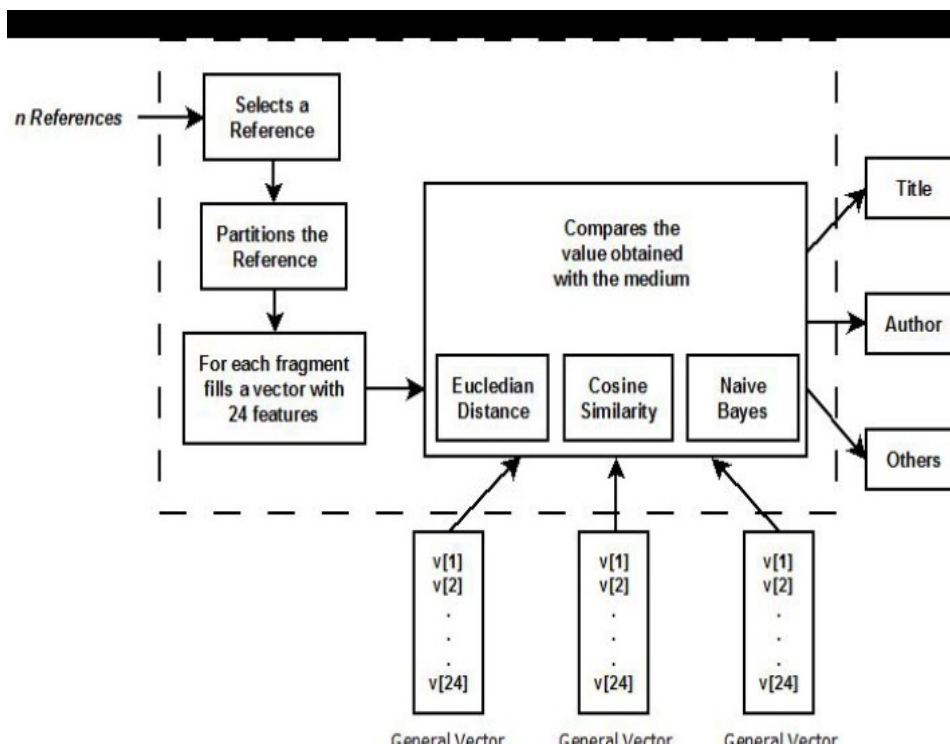 n References
Selects a
Reference
Partitions the
Reference
For each fragment
fills a vector with
24 features
Compares the
value obtained
with the medium
Eucledian
Distance
Cosine
Similarity
Naive
Bayes
Title
Author
Others
v[1]
v[2]
.
.
.
v[24]
v[1]
v[2]
.
.
.
v[24]
v[1]
v[2]
.
.
.
v[24]
General Vector
General Vector
General Vector